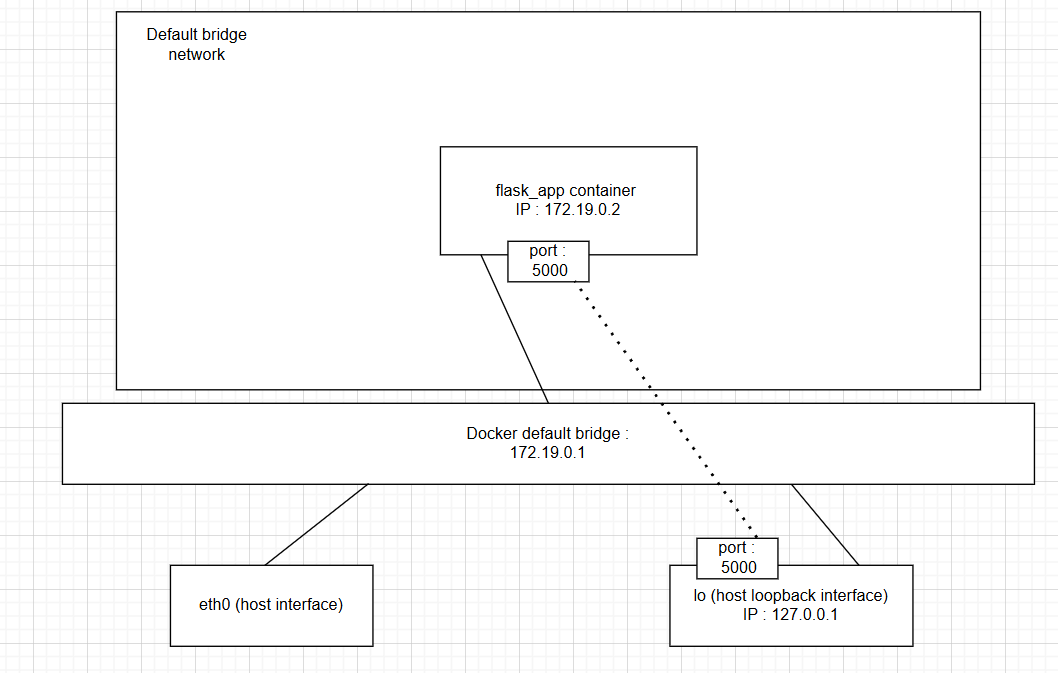 Default bridge
network
flask_app container
IP : 172.19.0.2
port :
5000
Docker default bridge :
172.19.0.1
eth0 (host interface)
port :
5000
lo (host loopback interface)
IP : 127.0.0.1